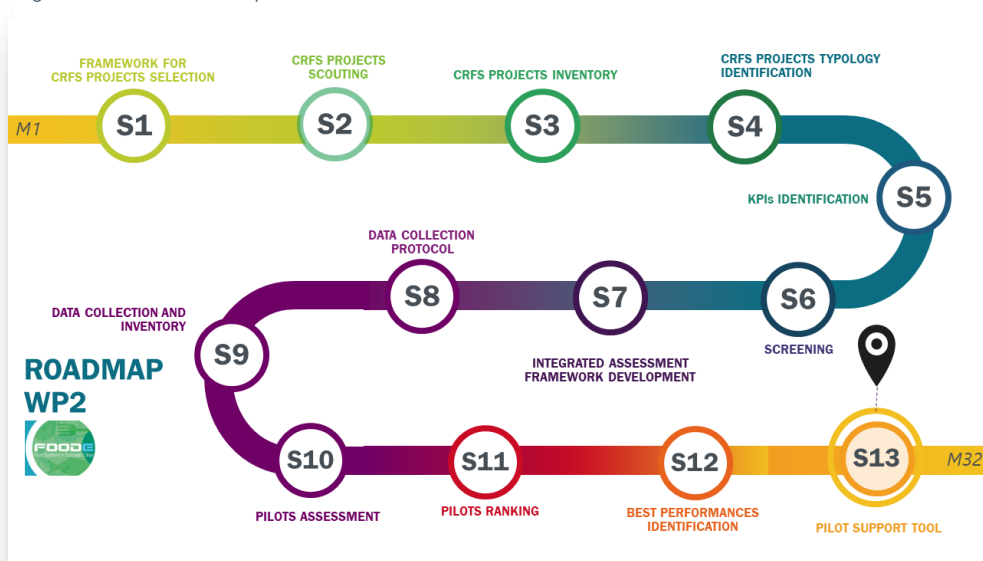 FRAMEWORK FOR
CRFS PROJECTS SELECTION
CRFS PROJECTS
SCOUTING
CRFS PROJECTS INVENTORY
CRFS PROJECTS TYPOLOGY
IDENTIFICATION
M1
S1
S2
S3
S4
KPIs IDENTIFICATION
S5
DATA COLLECTION
PROTOCOL
S8
S7
S6
DATA COLLECTION AND
INVENTORY
S9
INTEGRATED ASSESSMENT
FRAMEWORK DEVELOPMENT
SCREENING
ROADMAP
WP2
FOODE
S10
S11
S12
S13
M32
PILOTS ASSESSMENT
PILOTS RANKING
BEST PERFORMANCES
IDENTIFICATION
PILOT SUPPORT TOOL